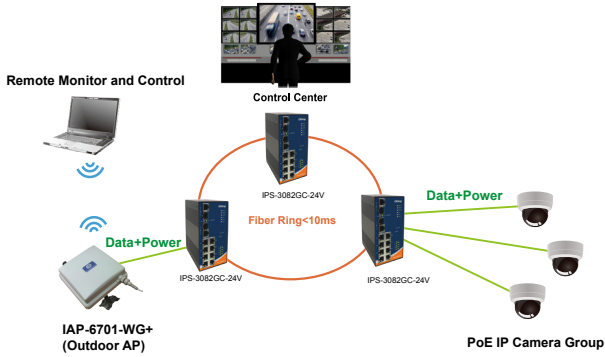 Remote Monitor and Control
Control Center
IPS-3082GC-24V
Data+Power
Fiber Ring<10ms
Data+Power
IPS-3082GC-24V
IPS-3082GC-24V
IAP-6701-WG+
(Outdoor AP)
PoE IP Camera Group